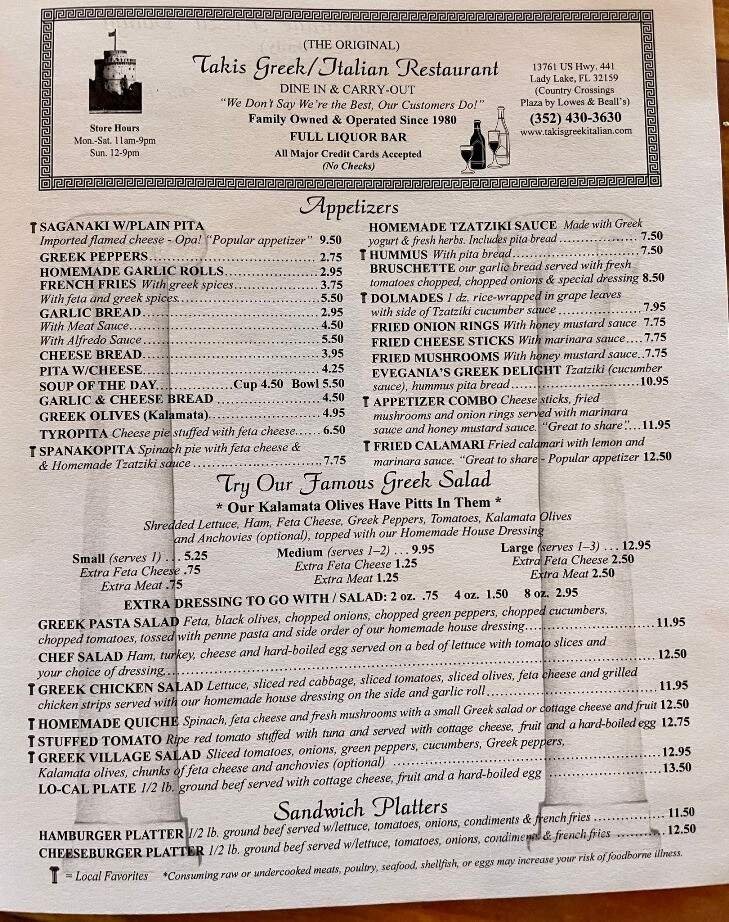 (THE ORIGINAL)
Takis Greek/Italian Restaurant
DINE IN & CARRY-OUT
"We Don't Say We're the Best, Our Customers Do!"
Family Owned & Operated Since 1980
FULL LIQUOR BAR
All Major Credit Cards Accepted
(No Checks)
Store Hours
Mon.-Sat. 11am-9pm
Sun. 12-9pm
13761 US Hwy. 441
Lady Lake, FL 32159
(Country Crossings
Plaza by Lowes & Beall's)
(352) 430-3630
www.takisgreekitalian.com
Appetizers
SAGANAKI W/PLAIN PITA
Imported flamed cheese - Opa! "Popular appetizer" 9.50
GREEK PEPPERS 2.75
HOMEMADE GARLIC ROLLS 2.95
FRENCH FRIES With greek spices 3.75
With feta and greek spices 5.50
GARLIC BREAD 2.95
With Meat Sauce 4.50
With Alfredo Sauce 5.50
CHEESE BREAD 3.95
PITA W/CHEESE 4.25
SOUP OF THE DAY Cup 4.50 Bowl 5.50
GARLIC & CHEESE BREAD 4.50
GREEK OLIVES (Kalamata) 4.95
TYROPITA Cheese pie stuffed with feta cheese 6.50
SPANAKOPITA Spinach pie with feta cheese &
& Homemade Tzatziki sauce 7.75
HOMEMADE TZATZIKI SAUCE Made with Greek
yogurt & fresh herbs. Includes pita bread 7.50
HUMMUS With pita bread 7.50
BRUSCHETTE our garlic bread served with fresh
tomatoes chopped, chopped onions & special dressing 8.50
DOLMADES 1 dz. rice-wrapped in grape leaves
with side of Tzatziki cucumber sauce 7.95
FRIED ONION RINGS With honey mustard sauce 7.75
FRIED CHEESE STICKS With marinara sauce 7.75
FRIED MUSHROOMS With honey mustard sauce 7.75
EVEGANIA'S GREEK DELIGHT Tzatziki (cucumber
sauce), hummus pita bread 10.95
APPETIZER COMBO Cheese sticks, fried
mushrooms and onion rings served with marinara
sauce and honey mustard sauce. "Great to share" 11.95
FRIED CALAMARI Fried calamari with lemon and
marinara sauce. "Great to share - Popular appetizer 12.50
Try Our Famous Greek Salad
* Our Kalamata Olives Have Pitts In Them *
Shredded Lettuce, Ham, Feta Cheese, Greek Peppers, Tomatoes, Kalamata Olives
and Anchovies (optional), topped with our Homemade House Dressing
Small (serves 1) . . . 5.25
Extra Feta Cheese .75
Extra Meat .75
Medium (serves 1–2) . . . 9.95
Extra Feta Cheese 1.25
Extra Meat 1.25
Large (serves 1–3) . . . 12.95
Extra Feta Cheese 2.50
Extra Meat 2.50
EXTRA DRESSING TO GO WITH / SALAD: 2 oz. .75 4 oz. 1.50 8 oz. 2.95
GREEK PASTA SALAD Feta, black olives, chopped onions, chopped green peppers, chopped cucumbers,
chopped tomatoes, tossed with penne pasta and side order of our homemade house dressing 11.95
CHEF SALAD Ham, turkey, cheese and hard-boiled egg served on a bed of lettuce with tomato slices and
your choice of dressing 12.50
GREEK CHICKEN SALAD Lettuce, sliced red cabbage, sliced tomatoes, sliced olives, feta cheese and grilled
chicken strips served with our homemade house dressing on the side and garlic roll 11.95
HOMEMADE QUICHE Spinach, feta cheese and fresh mushrooms with a small Greek salad or cottage cheese and fruit 12.50
STUFFED TOMATO Ripe red tomato stuffed with tuna and served with cottage cheese, fruit and a hard-boiled egg 12.75
GREEK VILLAGE SALAD Sliced tomatoes, onions, green peppers, cucumbers, Greek peppers,
Kalamata olives, chunks of feta cheese and anchovies (optional) 12.95
LO-CAL PLATE 1/2 lb. ground beef served with cottage cheese, fruit and a hard-boiled egg 13.50
Sandwich Platters
HAMBURGER PLATTER 1/2 lb. ground beef served w/lettuce, tomatoes, onions, condiments & french fries 11.50
CHEESEBURGER PLATTER 1/2 lb. ground beef served w/lettuce, tomatoes, onions, condiments & french fries 12.50
= Local Favorites *Consuming raw or undercooked meats, poultry, seafood, shellfish, or eggs may increase your risk of foodborne illness.